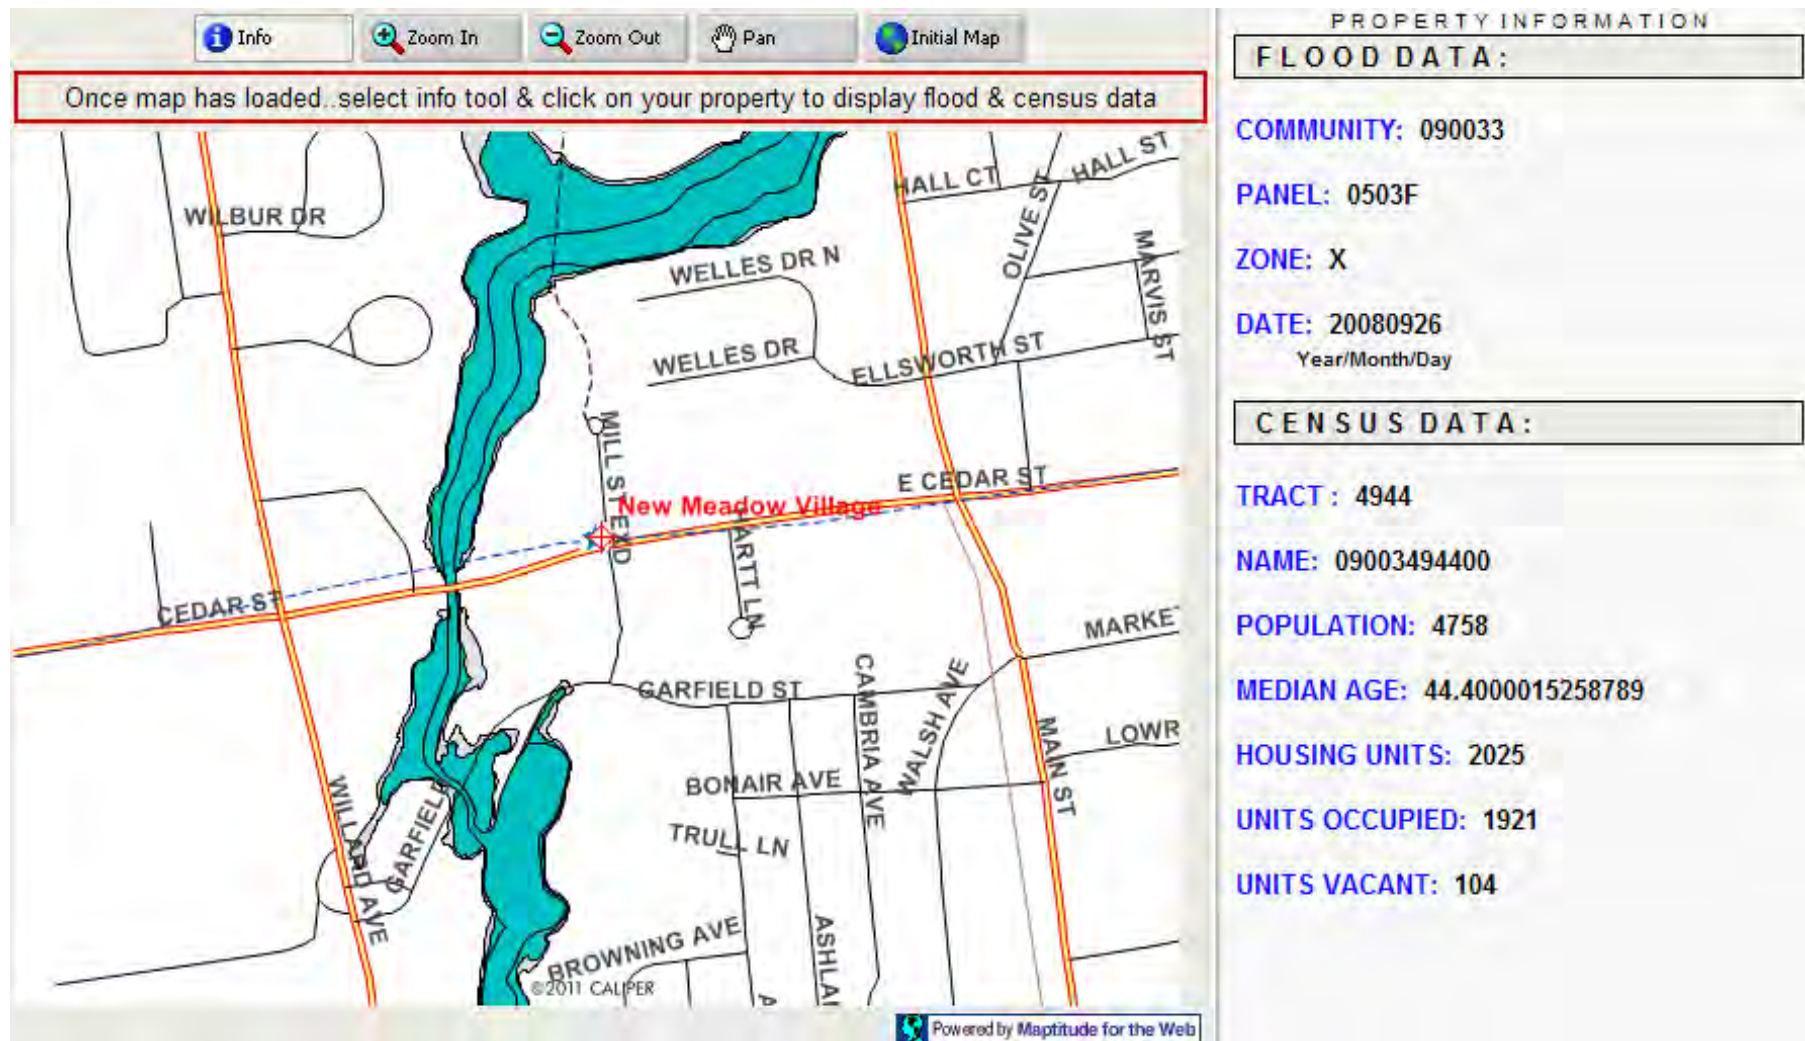 Info
Zoom In
Zoom Out
Pan
Initial Map
Once map has loaded..select info tool & click on your property to display flood & census data
HALL CT
HALL ST
WILBUR DR
OLIVE ST
MARVIS ST
WELLES DR N
WELLES DR
ELLSWORTH ST
MILL ST EXD
E CEDAR ST
New Meadow Village
HARTT LN
CEDAR ST
MARKE
GARFIELD ST
CAMBRIA AVE
WALSH AVE
MAIN ST
LOWR
BONAIR AVE
WILLARD AVE
GARFIEL
TRULL LN
BROWNING AVE
ASHLA
A
©2011 CALIPER
Powered by Maptitude for the Web
PROPERTY INFORMATION
FLOOD DATA:
COMMUNITY: 090033
PANEL: 0503F
ZONE: X
DATE: 20080926
Year/Month/Day
CENSUS DATA:
TRACT : 4944
NAME: 09003494400
POPULATION: 4758
MEDIAN AGE: 44.4000015258789
HOUSING UNITS: 2025
UNITS OCCUPIED: 1921
UNITS VACANT: 104